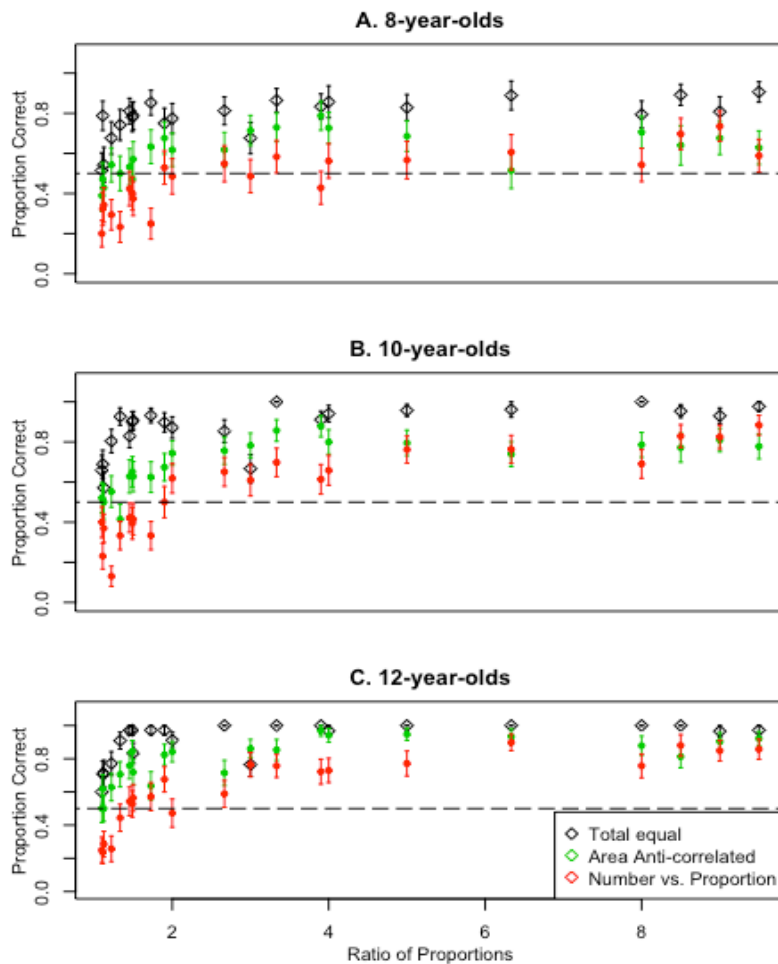 A. 8-year-olds
Proportion Correct
0.0 0.4 0.8
B. 10-year-olds
Proportion Correct
0.0 0.4 0.8
C. 12-year-olds
Proportion Correct
0.0 0.4 0.8
Total equal
Area Anti-correlated
Number vs. Proportion
2 4 6 8
Ratio of Proportions